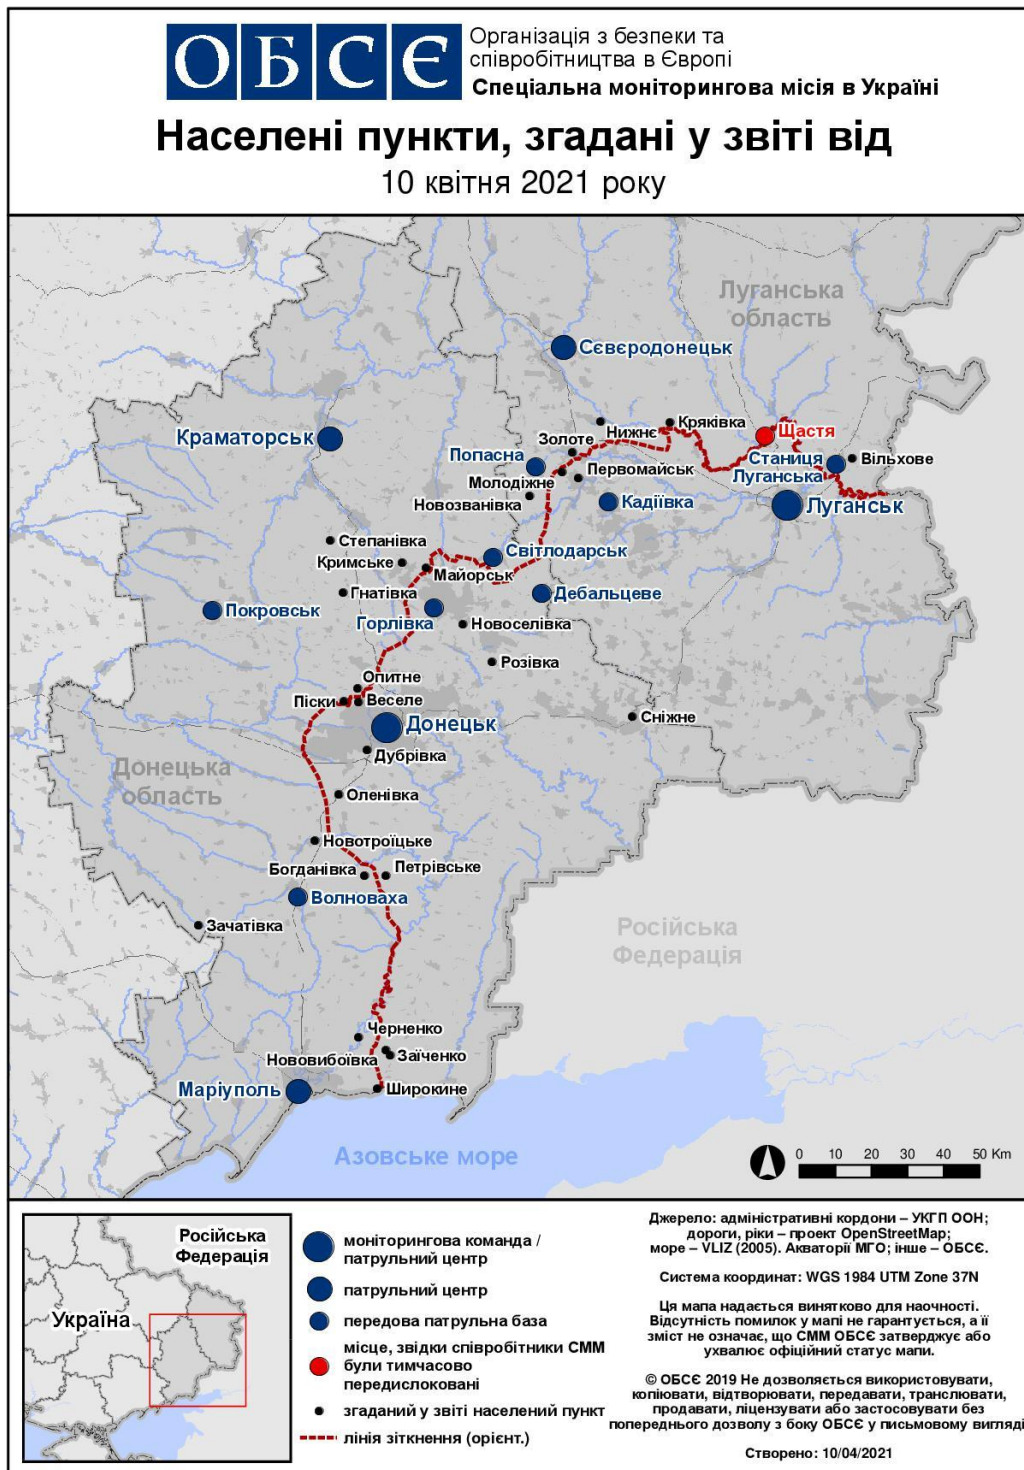 ОБСЄ
Організація з безпеки та
співробітництва в Європі
Спеціальна моніторингова місія в Україні
Населені пункти, згадані у звіті від
10 квітня 2021 року
Луганська
область
Сєвєродонецьк
Кряківка
Нижнє
Щастя
Краматорськ
Золоте
Попасна
Станиця
Луганська
Вільхове
Первомайськ
Молодіжне
Новозванівка
Кадіївка
Луганськ
Степанівка
Світлодарськ
Кримське
Майорськ
Гнатівка
Дебальцеве
Покровськ
Горлівка
Новоселівка
Розівка
Опитне
Піски
Веселе
Сніжне
Донецьк
Дубрівка
Донецька
область
Оленівка
Новотроїцьке
Богданівка
Петрівське
Волноваха
Зачатівка
Російська
Федерація
Черненко
Нововибоївка
Заїченко
Маріуполь
Широкине
Азовське море
0 10 20 30 40 50 Km
Російська
Федерація
Україна
моніторингова команда /
патрульний центр
патрульний центр
передова патрульна база
місце, звідки співробітники СММ
були тимчасово
передислоковані
згаданий у звіті населений пункт
лінія зіткнення (орієнт.)
Джерело: адміністративні кордони – УКГП ООН;
дороги, ріки – проект OpenStreetMap;
море – VLIZ (2005). Акваторії МГО; інше – ОБСЄ.
Система координат: WGS 1984 UTM Zone 37N
Ця мапа надається винятково для наочності.
Відсутність помилок у мапі не гарантується, а її
зміст не означає, що СММ ОБСЄ затверджує або
ухвалює офіційний статус мапи.
© ОБСЄ 2019 Не дозволяється використовувати,
копіювати, відтворювати, передавати, транслювати,
продавати, ліцензувати або застосовувати без
попереднього дозволу з боку ОБСЄ у письмовому вигляді
Створено: 10/04/2021